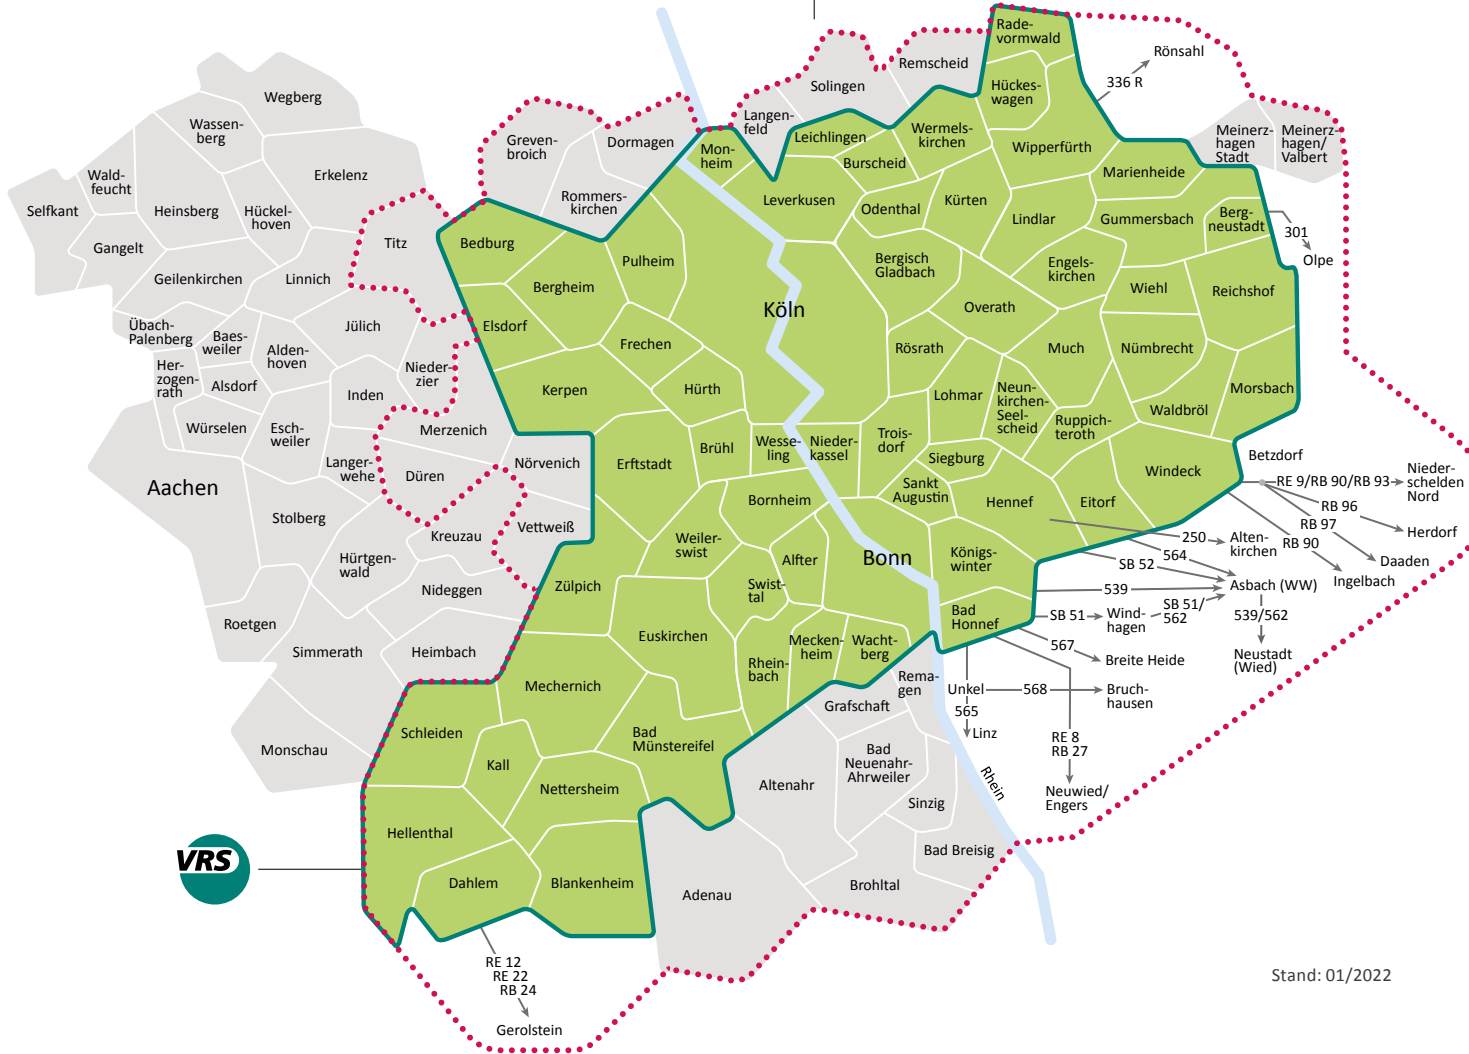 Rade-
vormwald
Rönsahl
336 R
Remscheid
Solingen
Hückes-
wagen
Wegberg
Langen-
feld
Wassen-
berg
Greven-
broich
Dormagen
Mon-
heim
Leichlingen
Wermels-
kirchen
Wipperfürth
Meinerz-
hagen
Stadt
Meinerz-
hagen/
Valbert
Burscheid
Marienheide
Wald-
feucht
Erkelenz
Rommers-
kirchen
Leverkusen
Odenthal
Kürten
Lindlar
Gummersbach
Berg-
neustadt
301
Olpe
Selfkant
Heinsberg
Hückel-
hoven
Titz
Bedburg
Gangelt
Pulheim
Bergisch
Gladbach
Engels-
kirchen
Geilenkirchen
Linnich
Bergheim
Wiehl
Reichshof
Köln
Overath
Übach-
Palenberg
Baes-
weiler
Jülich
Elsdorf
Alden-
hoven
Frechen
Rösrath
Much
Nümbrecht
Her-
zogen-
rath
Alsdorf
Nieder-
zier
Inden
Kerpen
Hürth
Lohmar
Neun-
kirchen-
Seel-
scheid
Morsbach
Waldbröl
Ruppich-
teroth
Würselen
Esch-
weiler
Merzenich
Brühl
Wesse-
ling
Nieder-
kassel
Trois-
dorf
Siegburg
Langer-
wehe
Düren
Nörvenich
Erftstadt
Windeck
Betzdorf
RE 9/RB 90/RB 93
Nieder-
schelden
Nord
Aachen
Sankt
Augustin
Hennef
Eitorf
Bornheim
RB 96
Herdorf
RB 97
RB 90
Daaden
Ingelbach
Stolberg
Vettweiß
Kreuzau
Weiler-
swist
250
Alten-
kirchen
564
SB 52
Asbach (WW)
Hürtgen-
wald
Alfter
Bonn
Königs-
winter
Nideggen
Zülpich
Swist-
tal
539
SB 51
Wind-
hagen
SB 51/
562
539/562
Bad
Honnef
Roetgen
Euskirchen
Simmerath
Heimbach
Mecken-
heim
Wacht-
berg
567
Breite Heide
Neustadt
(Wied)
Rhein-
bach
Mechernich
Rema-
gen
Unkel
568
Bruch-
hausen
Grafschaft
565
Linz
Schleiden
Bad
Münstereifel
Monschau
Kall
Bad
Neuenahr-
Ahrweiler
RE 8
RB 27
Nettersheim
Altenahr
Rhein
Neuwied/
Engers
Sinzig
Hellenthal
VRS
Bad Breisig
Dahlem
Blankenheim
Adenau
Brohltal
RE 12
RE 22
RB 24
Stand: 01/2022
Gerolstein